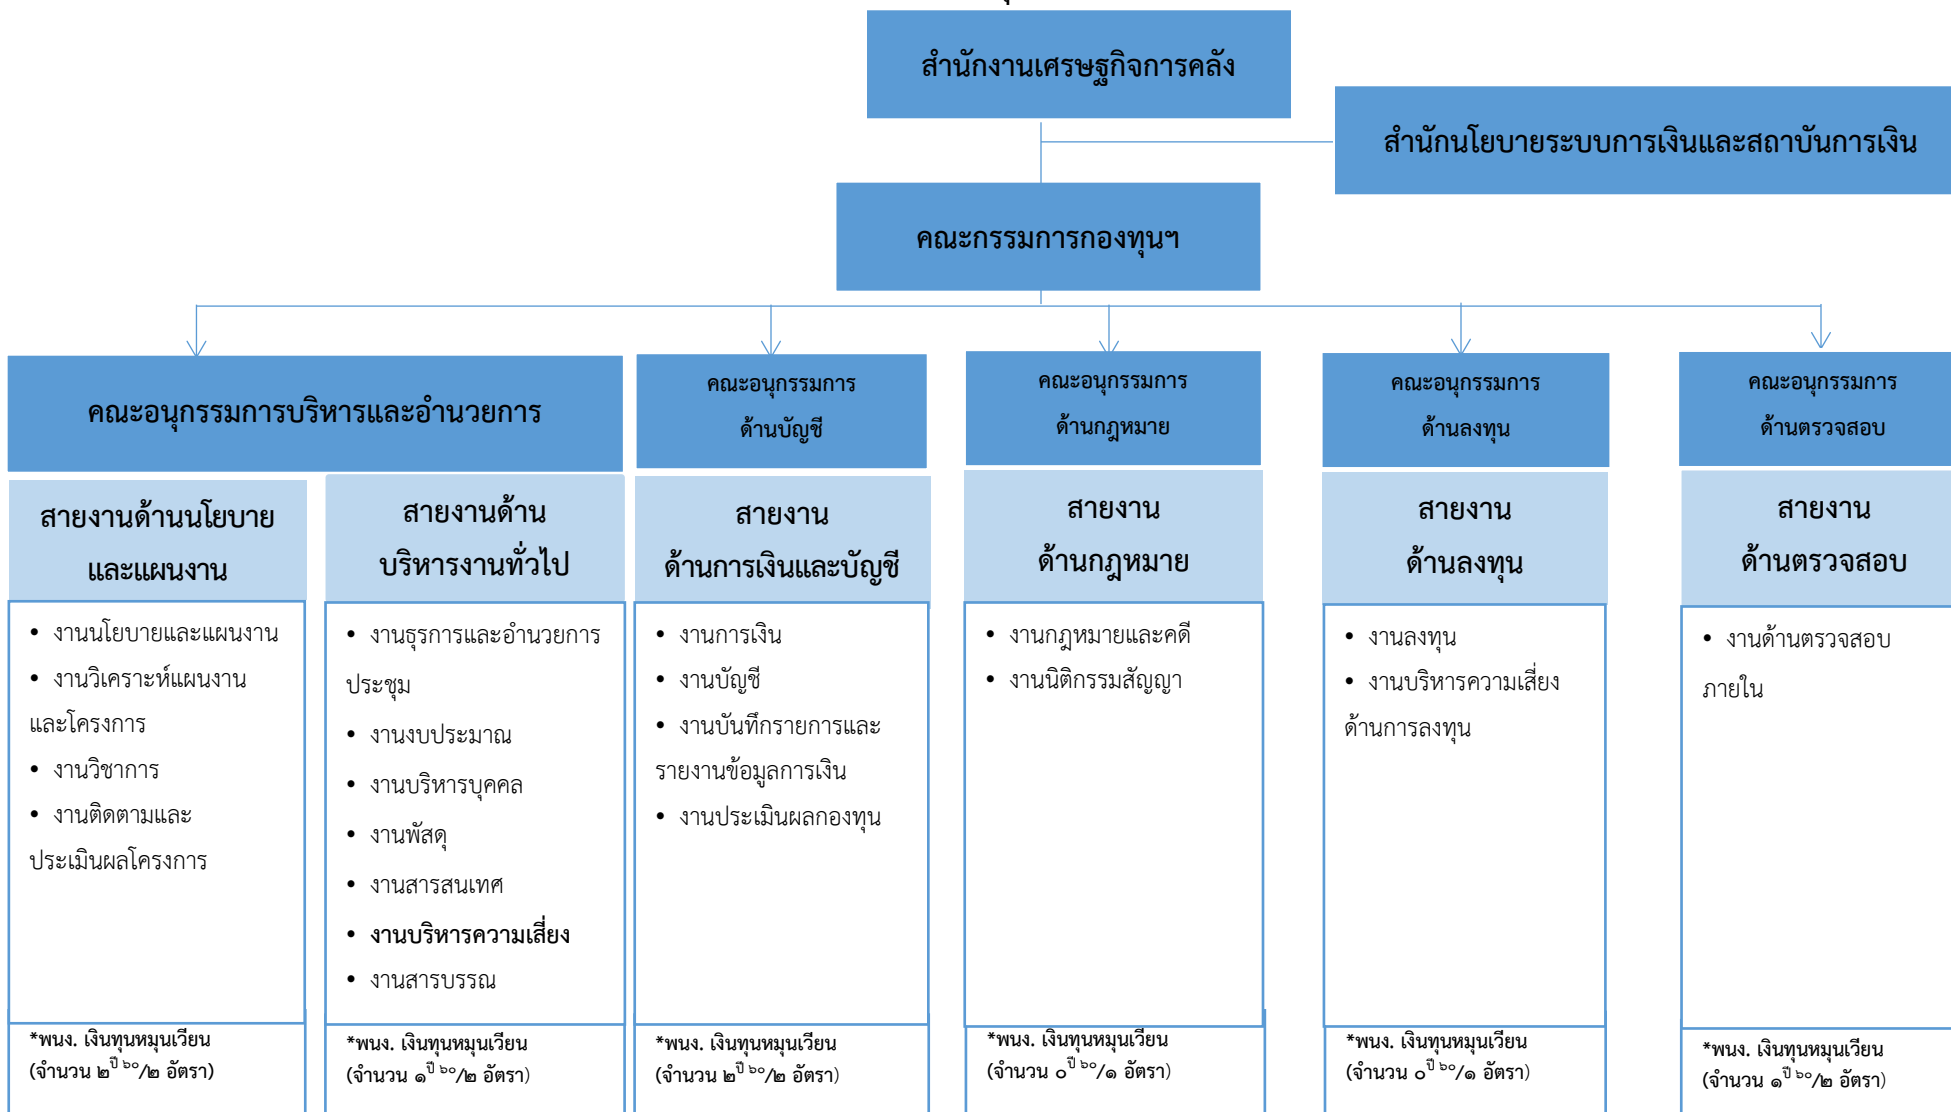 สำนักงานเศรษฐกิจการคลัง
สำนักนโยบายระบบการเงินและสถาบันการเงิน
คณะกรรมการกองทุนฯ
คณะอนุกรรมการบริหารและอำนวยการ
คณะอนุกรรมการ
ด้านบัญชี
คณะอนุกรรมการ
ด้านกฎหมาย
คณะอนุกรรมการ
ด้านลงทุน
คณะอนุกรรมการ
ด้านตรวจสอบ
สายงานด้านนโยบาย
และแผนงาน
• งานนโยบายและแผนงาน
• งานวิเคราะห์แผนงาน
และโครงการ
• งานวิชาการ
• งานติดตามและ
ประเมินผลโครงการ
*พนง. เงินทุนหมุนเวียน
(จำนวน ๒ปี ๖๐/๒ อัตรา)
สายงานด้าน
บริหารงานทั่วไป
• งานธุรการและอำนวยการ
ประชุม
• งานงบประมาณ
• งานบริหารบุคคล
• งานพัสดุ
• งานสารสนเทศ
• งานบริหารความเสี่ยง
• งานสารบรรณ
*พนง. เงินทุนหมุนเวียน
(จำนวน ๑ปี ๖๐/๒ อัตรา)
สายงาน
ด้านการเงินและบัญชี
• งานการเงิน
• งานบัญชี
• งานบันทึกรายการและ
รายงานข้อมูลการเงิน
• งานประเมินผลกองทุน
*พนง. เงินทุนหมุนเวียน
(จำนวน ๒ปี ๖๐/๒ อัตรา)
สายงาน
ด้านกฎหมาย
• งานกฎหมายและคดี
• งานนิติกรรมสัญญา
*พนง. เงินทุนหมุนเวียน
(จำนวน ๐ปี ๖๐/๑ อัตรา)
สายงาน
ด้านลงทุน
• งานลงทุน
• งานบริหารความเสี่ยง
ด้านการลงทุน
*พนง. เงินทุนหมุนเวียน
(จำนวน ๐ปี ๖๐/๑ อัตรา)
สายงาน
ด้านตรวจสอบ
• งานด้านตรวจสอบ
ภายใน
*พนง. เงินทุนหมุนเวียน
(จำนวน ๑ปี ๖๐/๒ อัตรา)